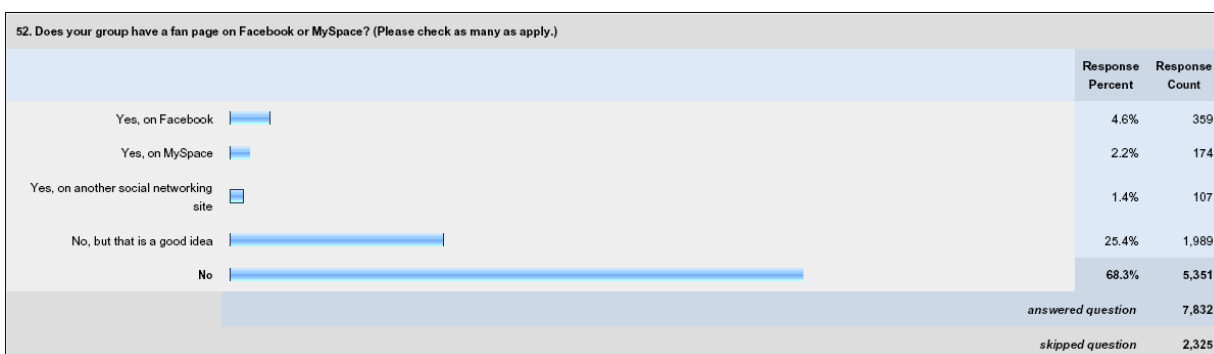 52. Does your group have a fan page on Facebook or MySpace? (Please check as many as apply.)
Response Percent Response Count
Yes, on Facebook 4.6% 359
Yes, on MySpace 2.2% 174
Yes, on another social networking site 1.4% 107
No, but that is a good idea 25.4% 1,989
No 68.3% 5,351
answered question 7,832
skipped question 2,325